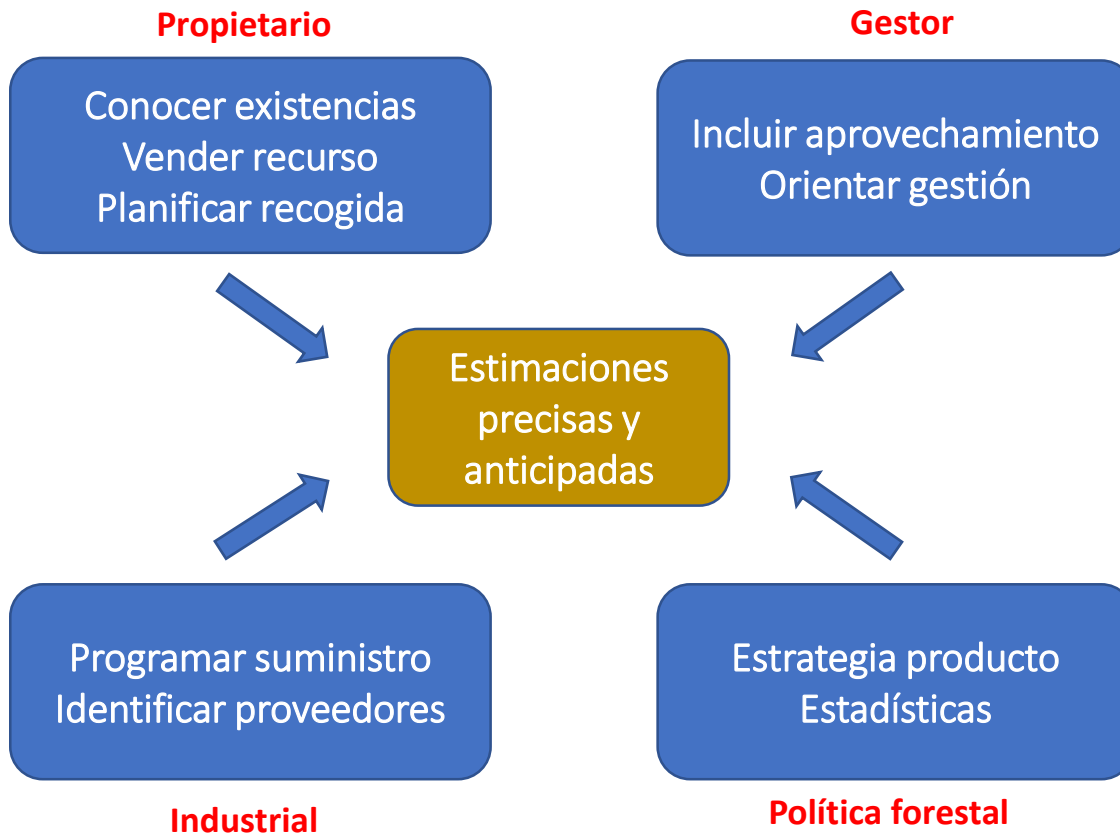 Propietario
Conocer existencias
Vender recurso
Planificar recogida
Gestor
Incluir aprovechamiento
Orientar gestión
Estimaciones
precisas y
anticipadas
Programar suministro
Identificar proveedores
Industrial
Estrategia producto
Estadísticas
Política forestal